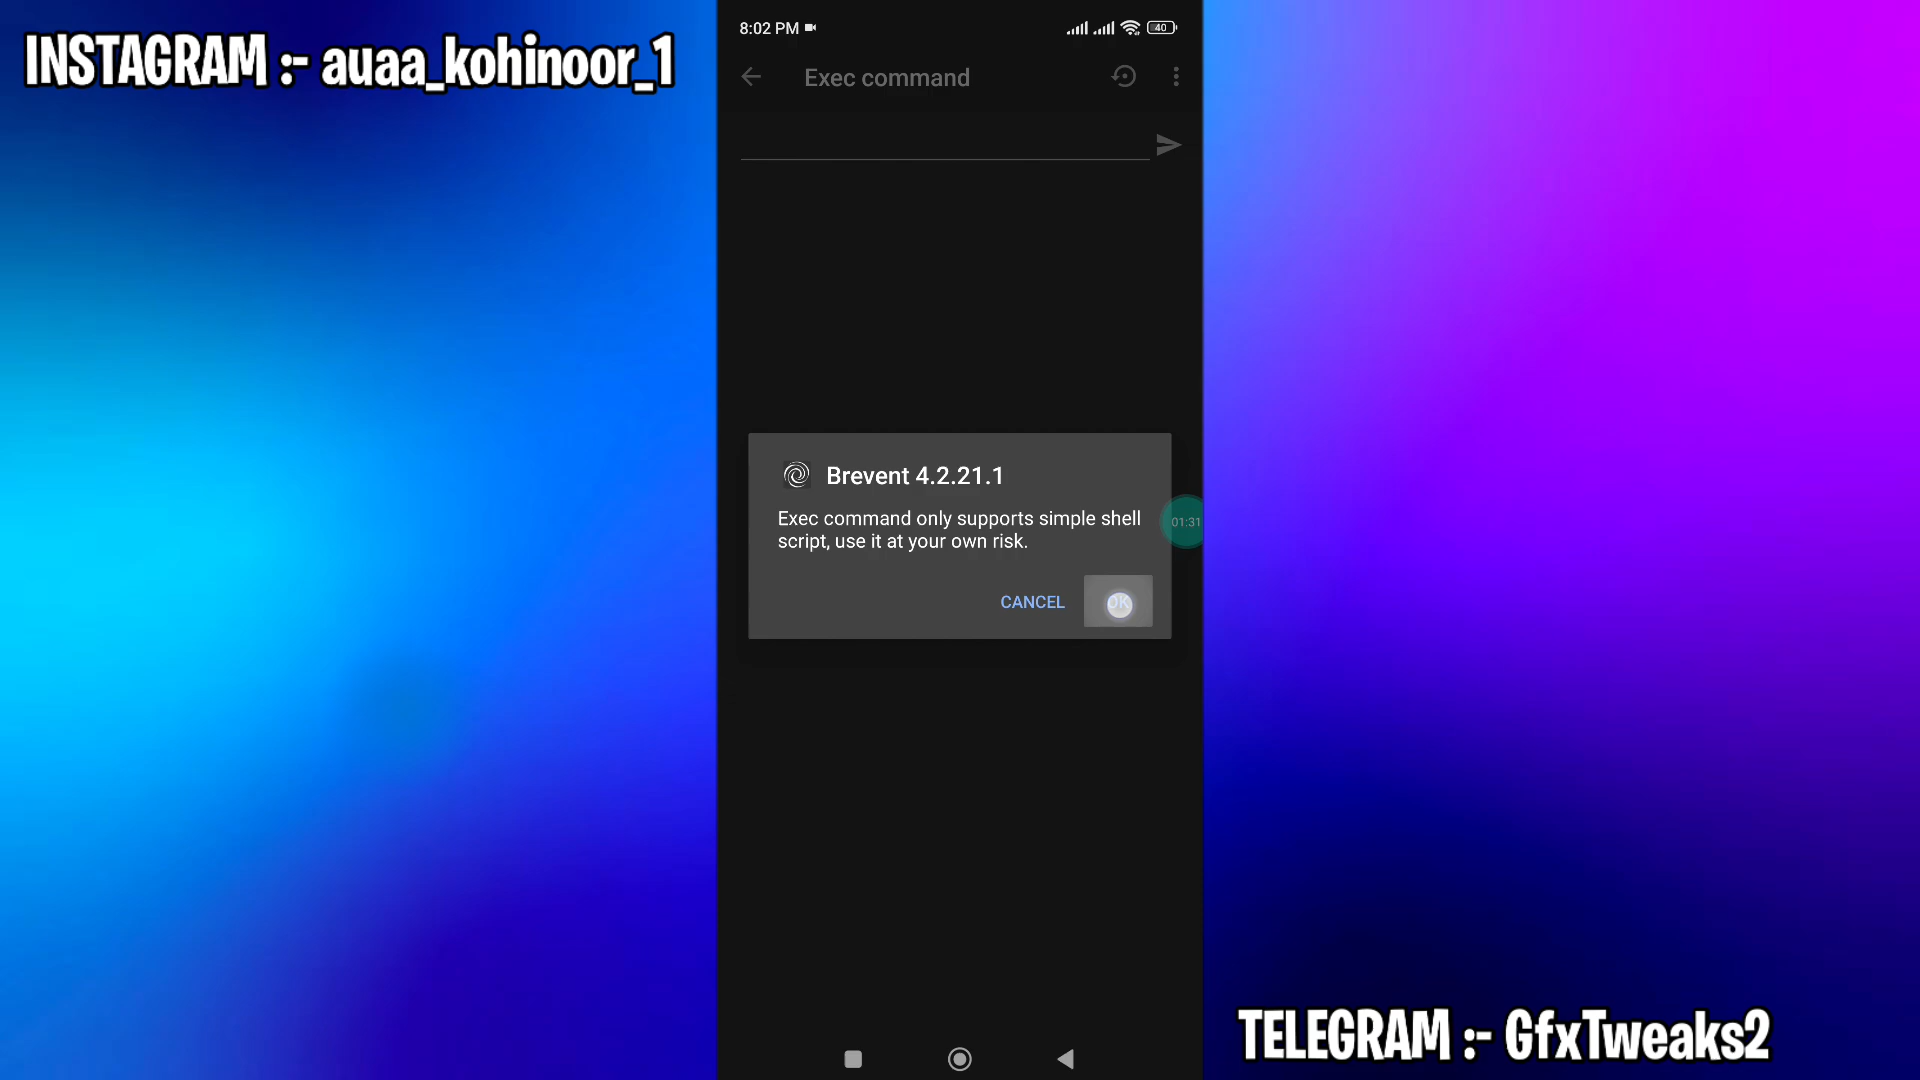 INSTAGRAM :- auaa_kohinoor_1
8:02 PM
40
Exec command
Brevent 4.2.21.1
Exec command only supports simple shell
script, use it at your own risk.
01:31
CANCEL
OK
TELEGRAM :- GfxTweaks2